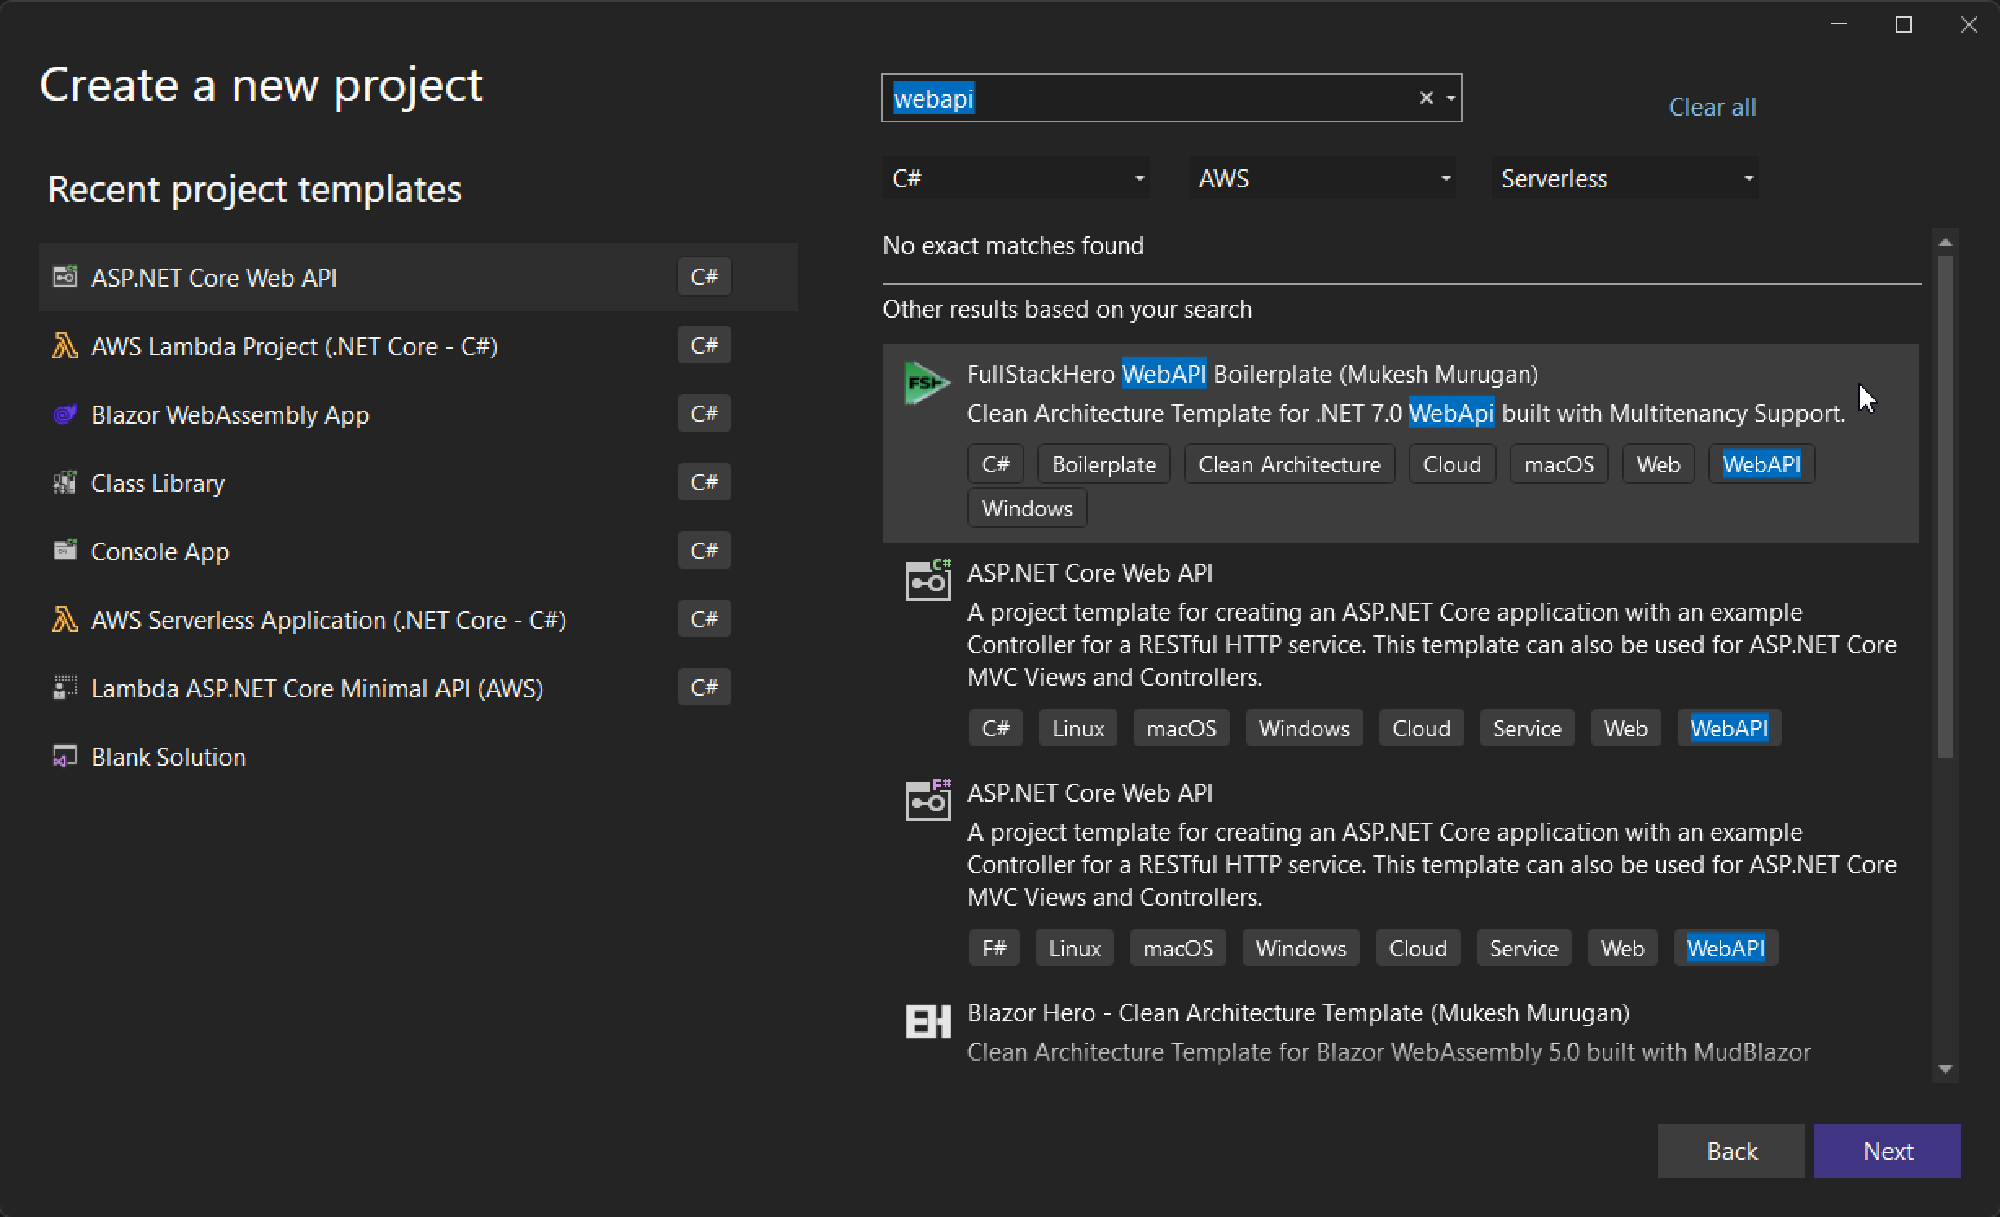 Create a new project
webapi
Clear all
C#
AWS
Serverless
Recent project templates
ASP.NET Core Web API
C#
AWS Lambda Project (.NET Core - C#)
C#
Blazor WebAssembly App
C#
Class Library
C#
Console App
C#
AWS Serverless Application (.NET Core - C#)
C#
Lambda ASP.NET Core Minimal API (AWS)
C#
Blank Solution
No exact matches found
Other results based on your search
FSH
FullStackHero WebAPI Boilerplate (Mukesh Murugan)
Clean Architecture Template for .NET 7.0 WebApi built with Multitenancy Support.
C# Boilerplate Clean Architecture Cloud macOS Web WebAPI
Windows
C#
ASP.NET Core Web API
A project template for creating an ASP.NET Core application with an example
Controller for a RESTful HTTP service. This template can also be used for ASP.NET Core
MVC Views and Controllers.
C# Linux macOS Windows Cloud Service Web WebAPI
F#
ASP.NET Core Web API
A project template for creating an ASP.NET Core application with an example
Controller for a RESTful HTTP service. This template can also be used for ASP.NET Core
MVC Views and Controllers.
F# Linux macOS Windows Cloud Service Web WebAPI
Blazor Hero - Clean Architecture Template (Mukesh Murugan)
Clean Architecture Template for Blazor WebAssembly 5.0 built with MudBlazor
Back
Next